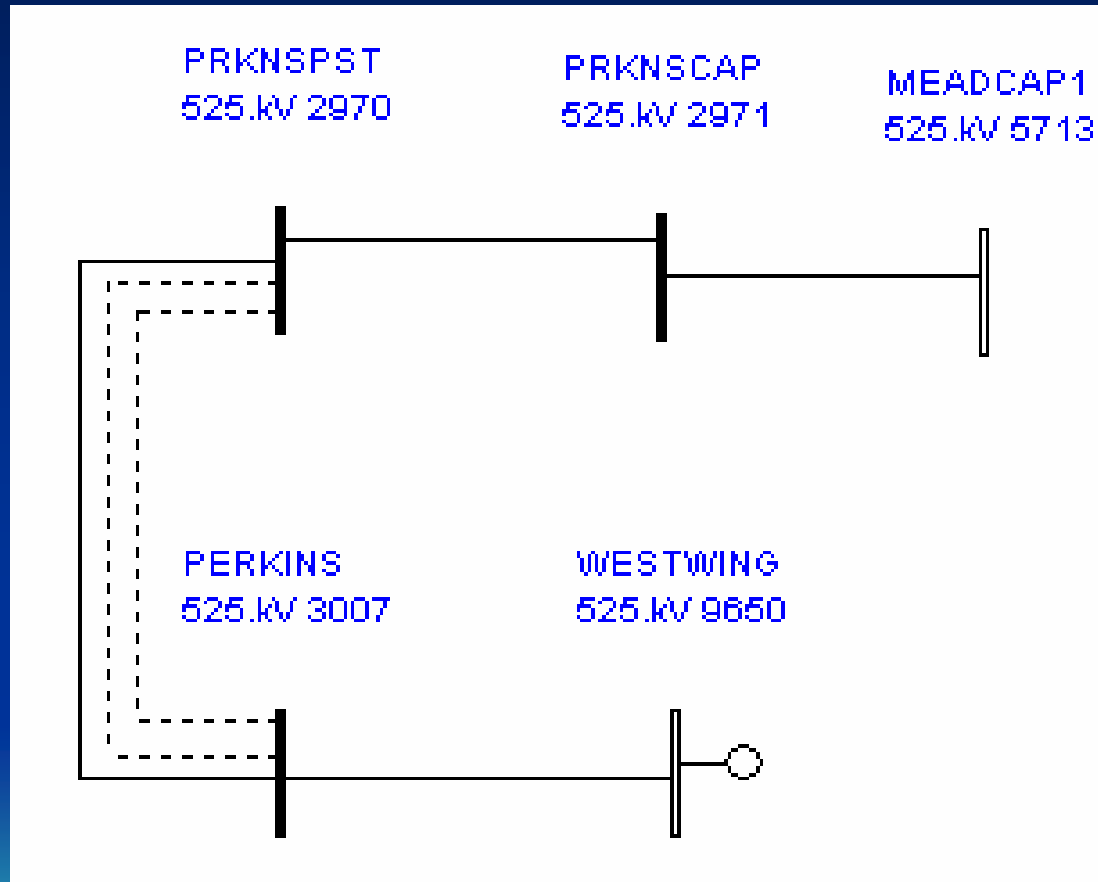 PRKNSPST
525.kV 2970
PRKNSCAP
525.kV 2971
MEADCAP1
525.kV 5713
PERKINS
525.kV 3007
WESTWING
525.kV 9650